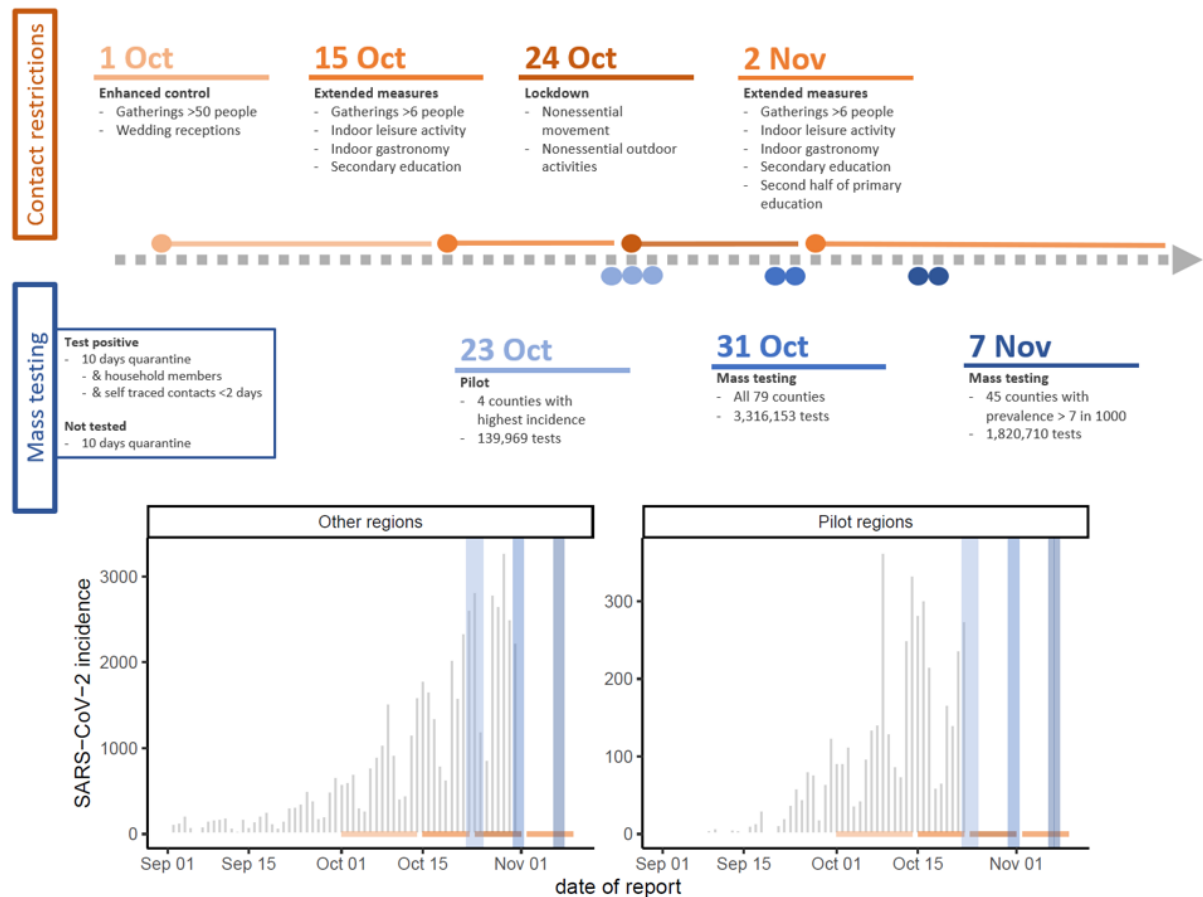 Contact restrictions
1 Oct
Enhanced control
- Gatherings >50 people
- Wedding receptions
15 Oct
Extended measures
- Gatherings >6 people
- Indoor leisure activity
- Indoor gastronomy
- Secondary education
24 Oct
Lockdown
- Nonessential
movement
- Nonessential outdoor
activities
2 Nov
Extended measures
- Gatherings >6 people
- Indoor leisure activity
- Indoor gastronomy
- Secondary education
- Second half of primary
education
Mass testing
Test positive
- 10 days quarantine
- & household members
- & self traced contacts <2 days
Not tested
- 10 days quarantine
23 Oct
Pilot
- 4 counties with
highest incidence
- 139,969 tests
31 Oct
Mass testing
- All 79 counties
- 3,316,153 tests
7 Nov
Mass testing
- 45 counties with
prevalence > 7 in 1000
- 1,820,710 tests
Other regions
Pilot regions
SARS-CoV-2 incidence
3000
2000
1000
0
Sep 01
Sep 15
Oct 01
Oct 15
Nov 01
300
200
100
0
Sep 01
Sep 15
Oct 01
Oct 15
Nov 01
date of report